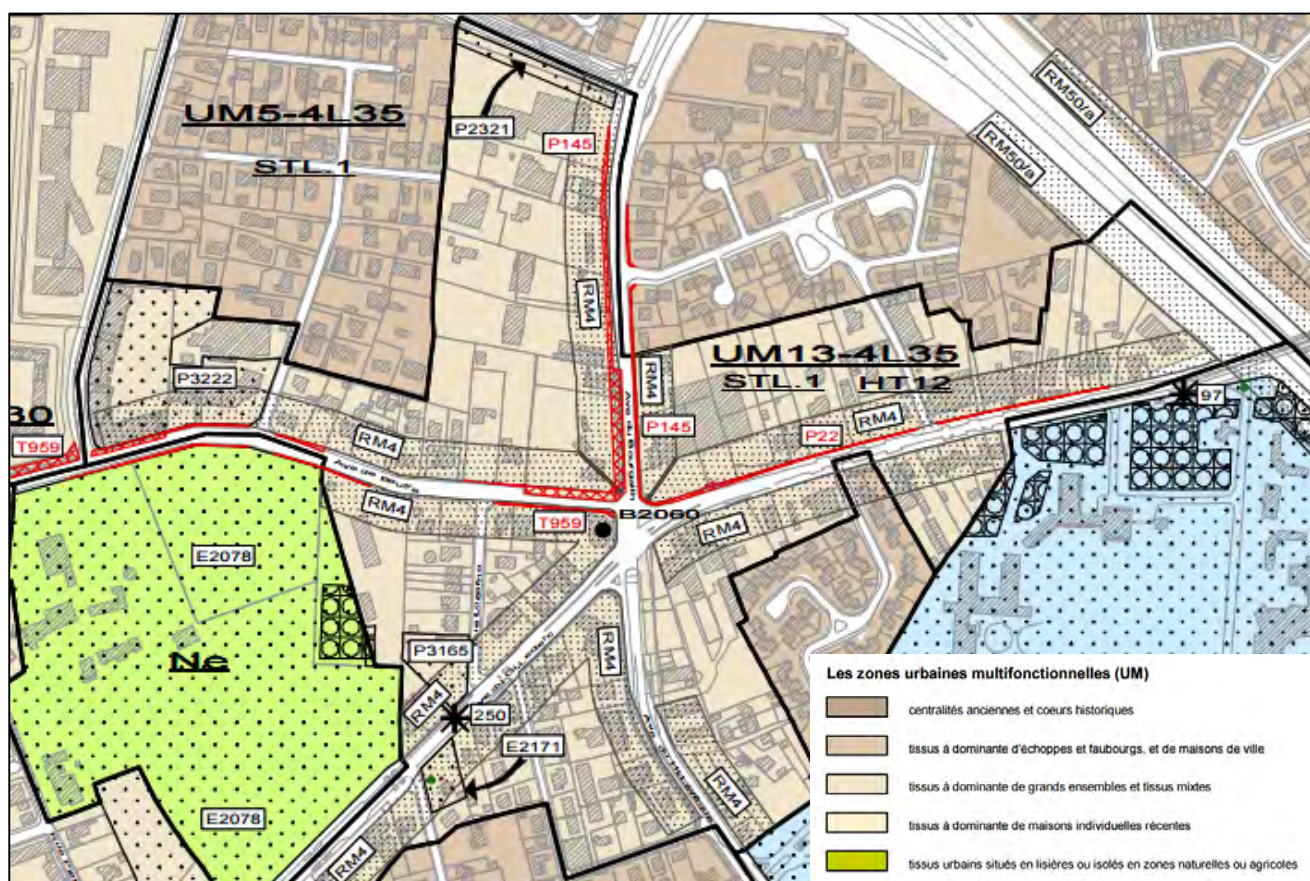 RM50/a
UM5-4L35
STL.1
P2321
P145
RM50/a
RM4
UM13-4L35
STL.1 HT12
RM4
P3222
30
T959
RM4
P145
P22
RM4
97
RM4
T959
B2060
RM4
E2078
P3165
RM4
Ne
RM4
250
E2171
RM4
E2078
RM4
Les zones urbaines multifonctionnelles (UM)
centralités anciennes et coeurs historiques
tissus à dominante d'échoppes et faubourgs, et de maisons de ville
tissus à dominante de grands ensembles et tissus mixtes
tissus à dominante de maisons individuelles récentes
tissus urbains situés en lisières ou isolés en zones naturelles ou agricoles